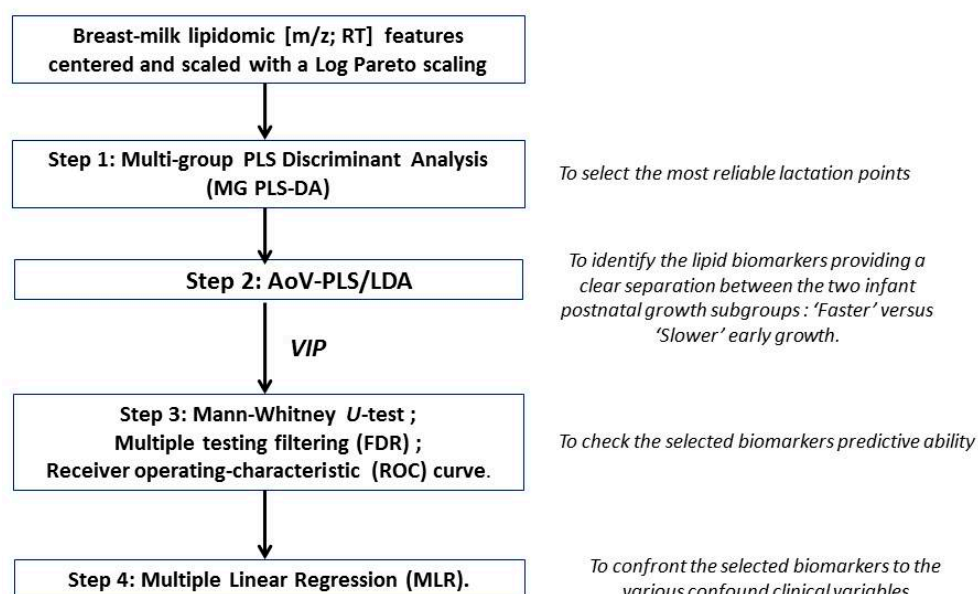 Breast-milk lipidomic [m/z; RT] features
centered and scaled with a Log Pareto scaling
Step 1: Multi-group PLS Discriminant Analysis
(MG PLS-DA)
To select the most reliable lactation points
Step 2: AoV-PLS/LDA
To identify the lipid biomarkers providing a
clear separation between the two infant
postnatal growth subgroups : ‘Faster’ versus
‘Slower’ early growth.
VIP
Step 3: Mann-Whitney U-test ;
Multiple testing filtering (FDR) ;
Receiver operating-characteristic (ROC) curve.
To check the selected biomarkers predictive ability
Step 4: Multiple Linear Regression (MLR).
To confront the selected biomarkers to the
various confound clinical variables